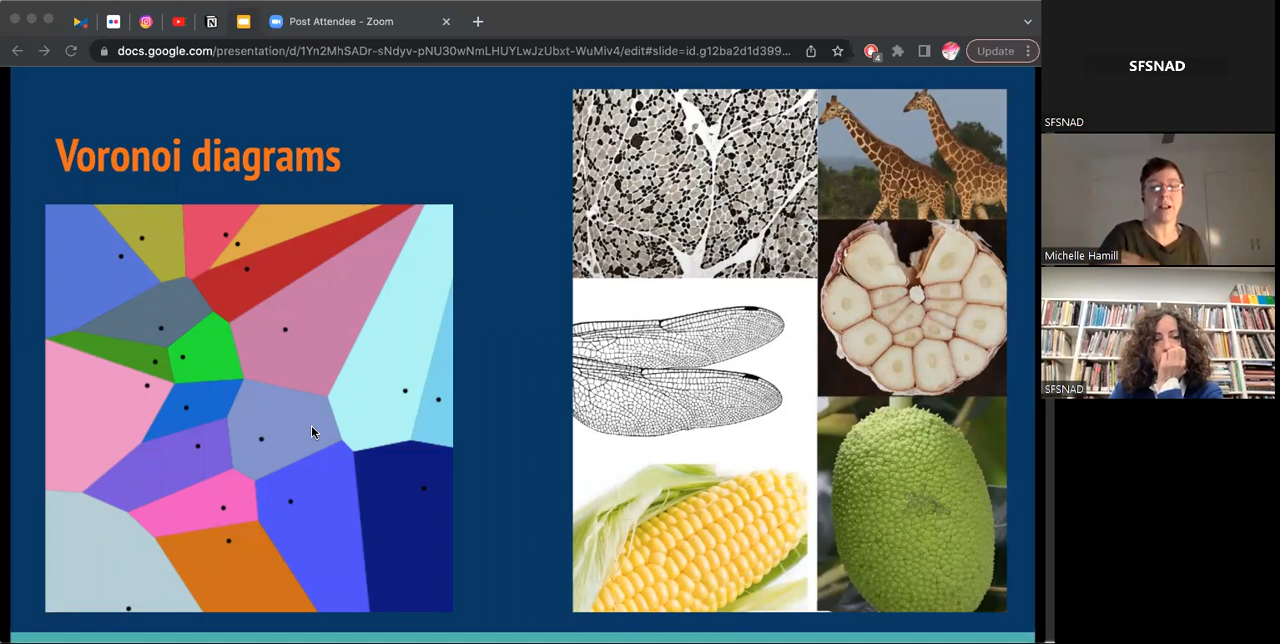 Post Attendee - Zoom
docs.google.com/presentation/d/1Yn2MhSADr-sNdyv-pNU30wNmLHUYLwJzUbxt-WuMiv4/edit#slide=id.g12ba2d1d399...
4
Update
Voronoi diagrams
SFSNAD
SFSNAD
Michelle Hamill
SFSNAD